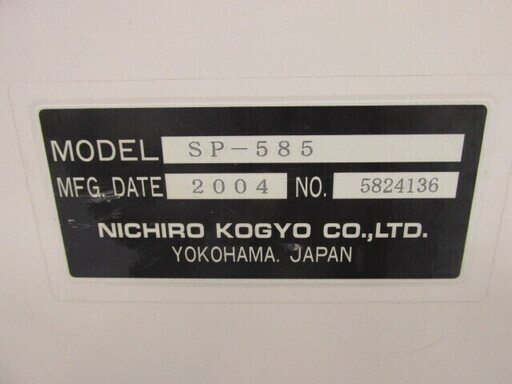 MODEL SP-585
MFG. DATE 2004 NO. 5824136
NICHIRO KOGYO CO.,LTD.
YOKOHAMA. JAPAN